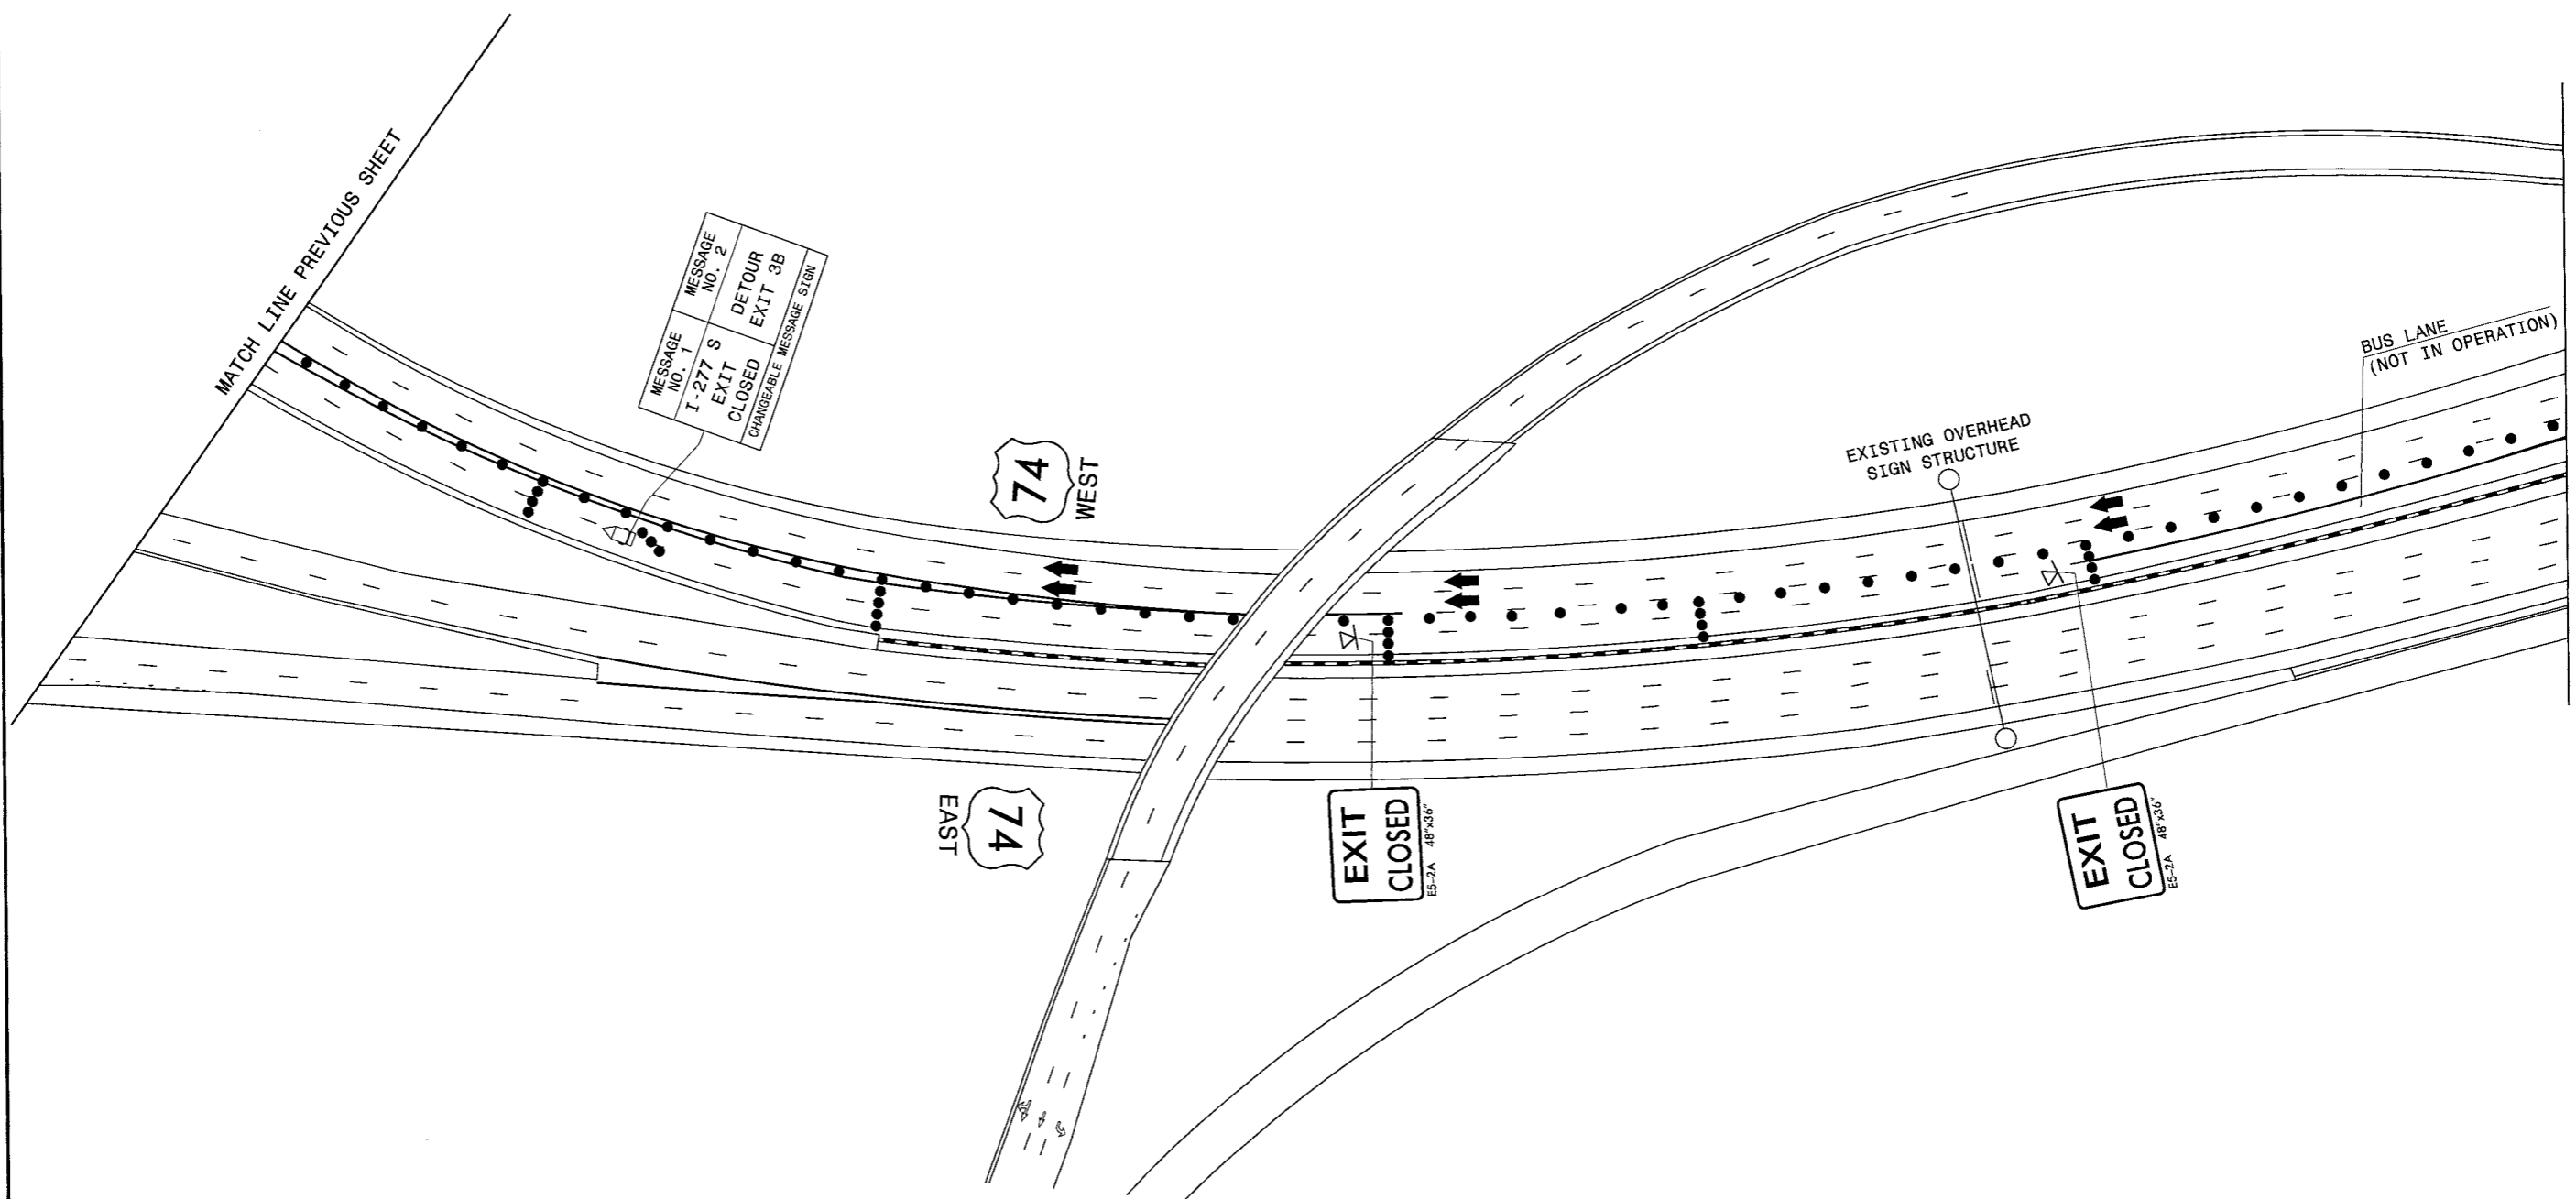 MATCH LINE PREVIOUS SHEET
MESSAGE
NO. 1
I-277 S
EXIT
CLOSED
MESSAGE
NO. 2
DETOUR
EXIT 3B
CHANGEABLE MESSAGE SIGN
74
WEST
EXISTING OVERHEAD
SIGN STRUCTURE
BUS LANE
(NOT IN OPERATION)
74
EAST
EXIT
CLOSED
E5-2A 48"x36"
EXIT
CLOSED
E5-2A 48"x36"